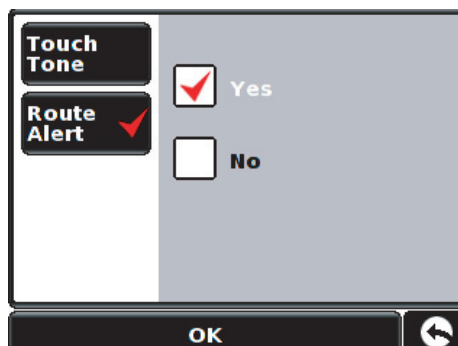 Touch
Tone
Route
Alert
Yes
No
OK